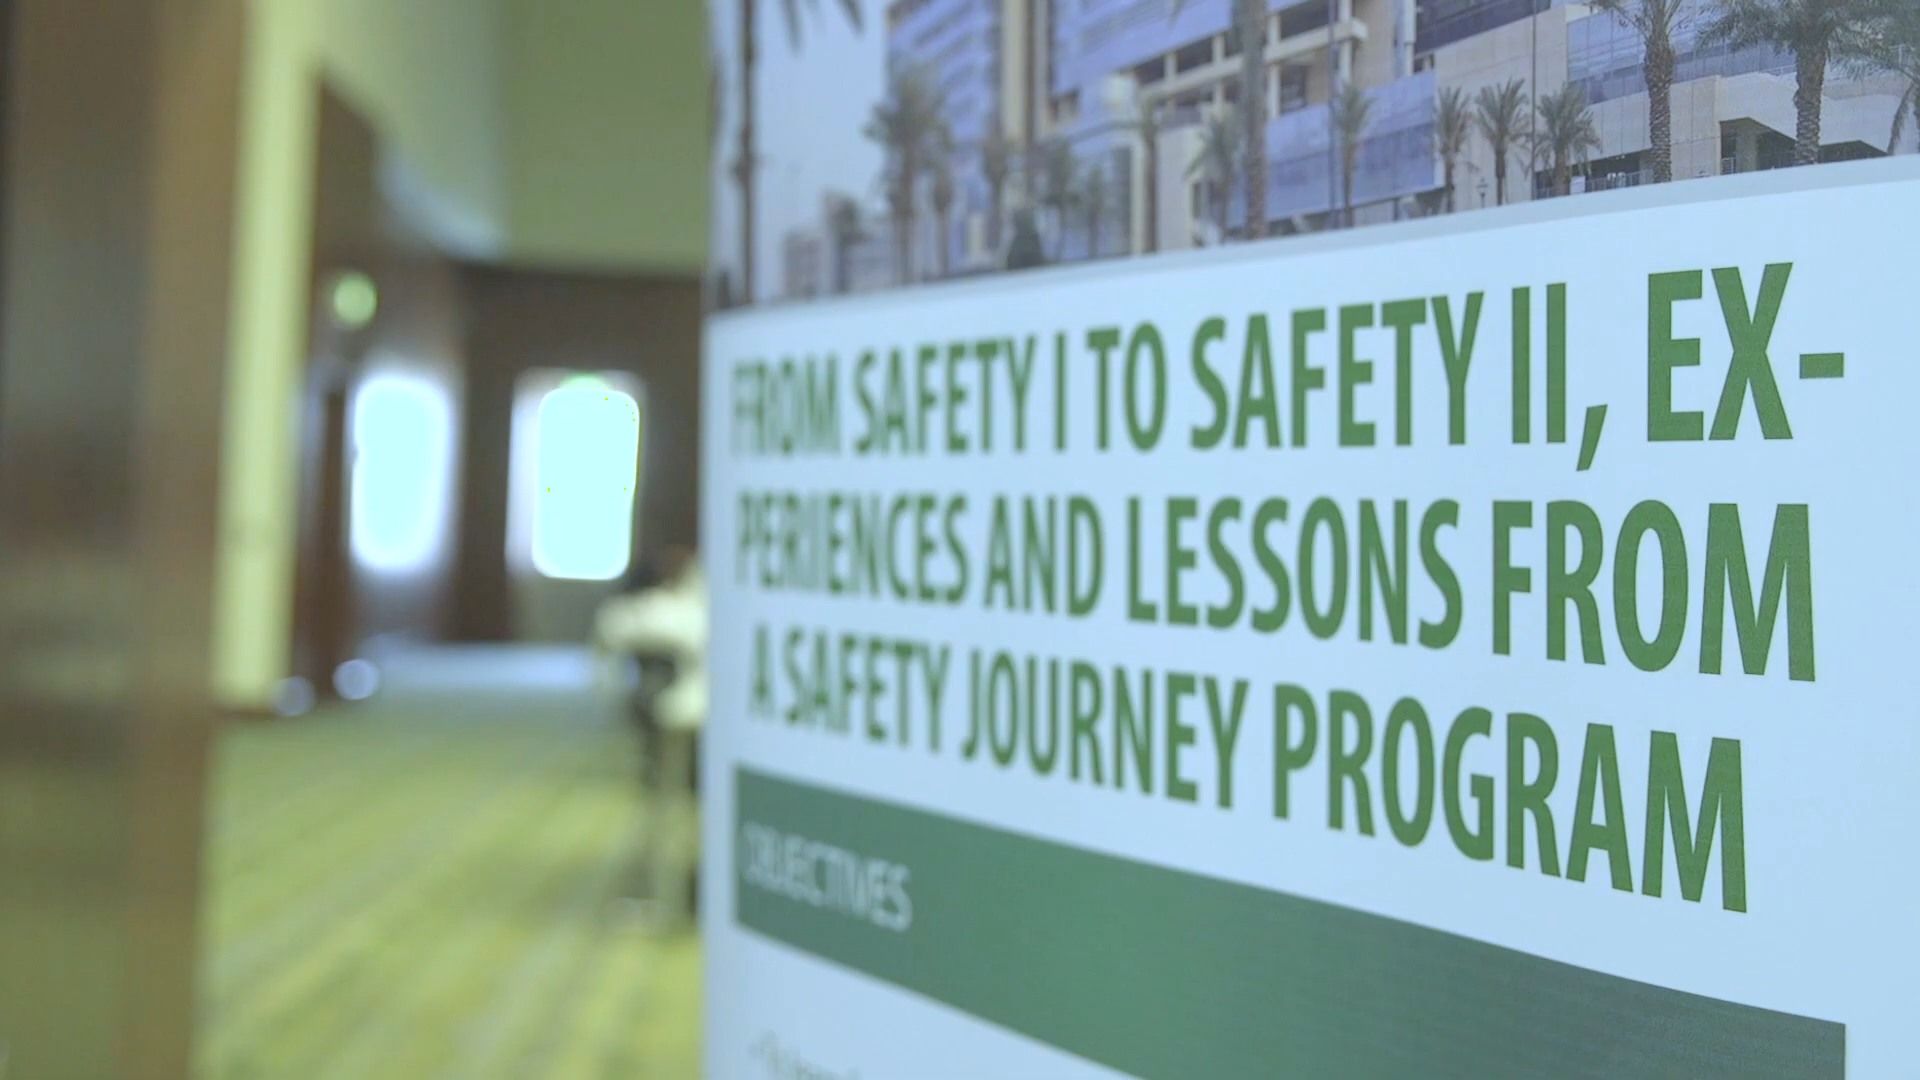 FROM SAFETY I TO SAFETY II, EX-
PERIENCES AND LESSONS FROM
A SAFETY JOURNEY PROGRAM
OBJECTIVES